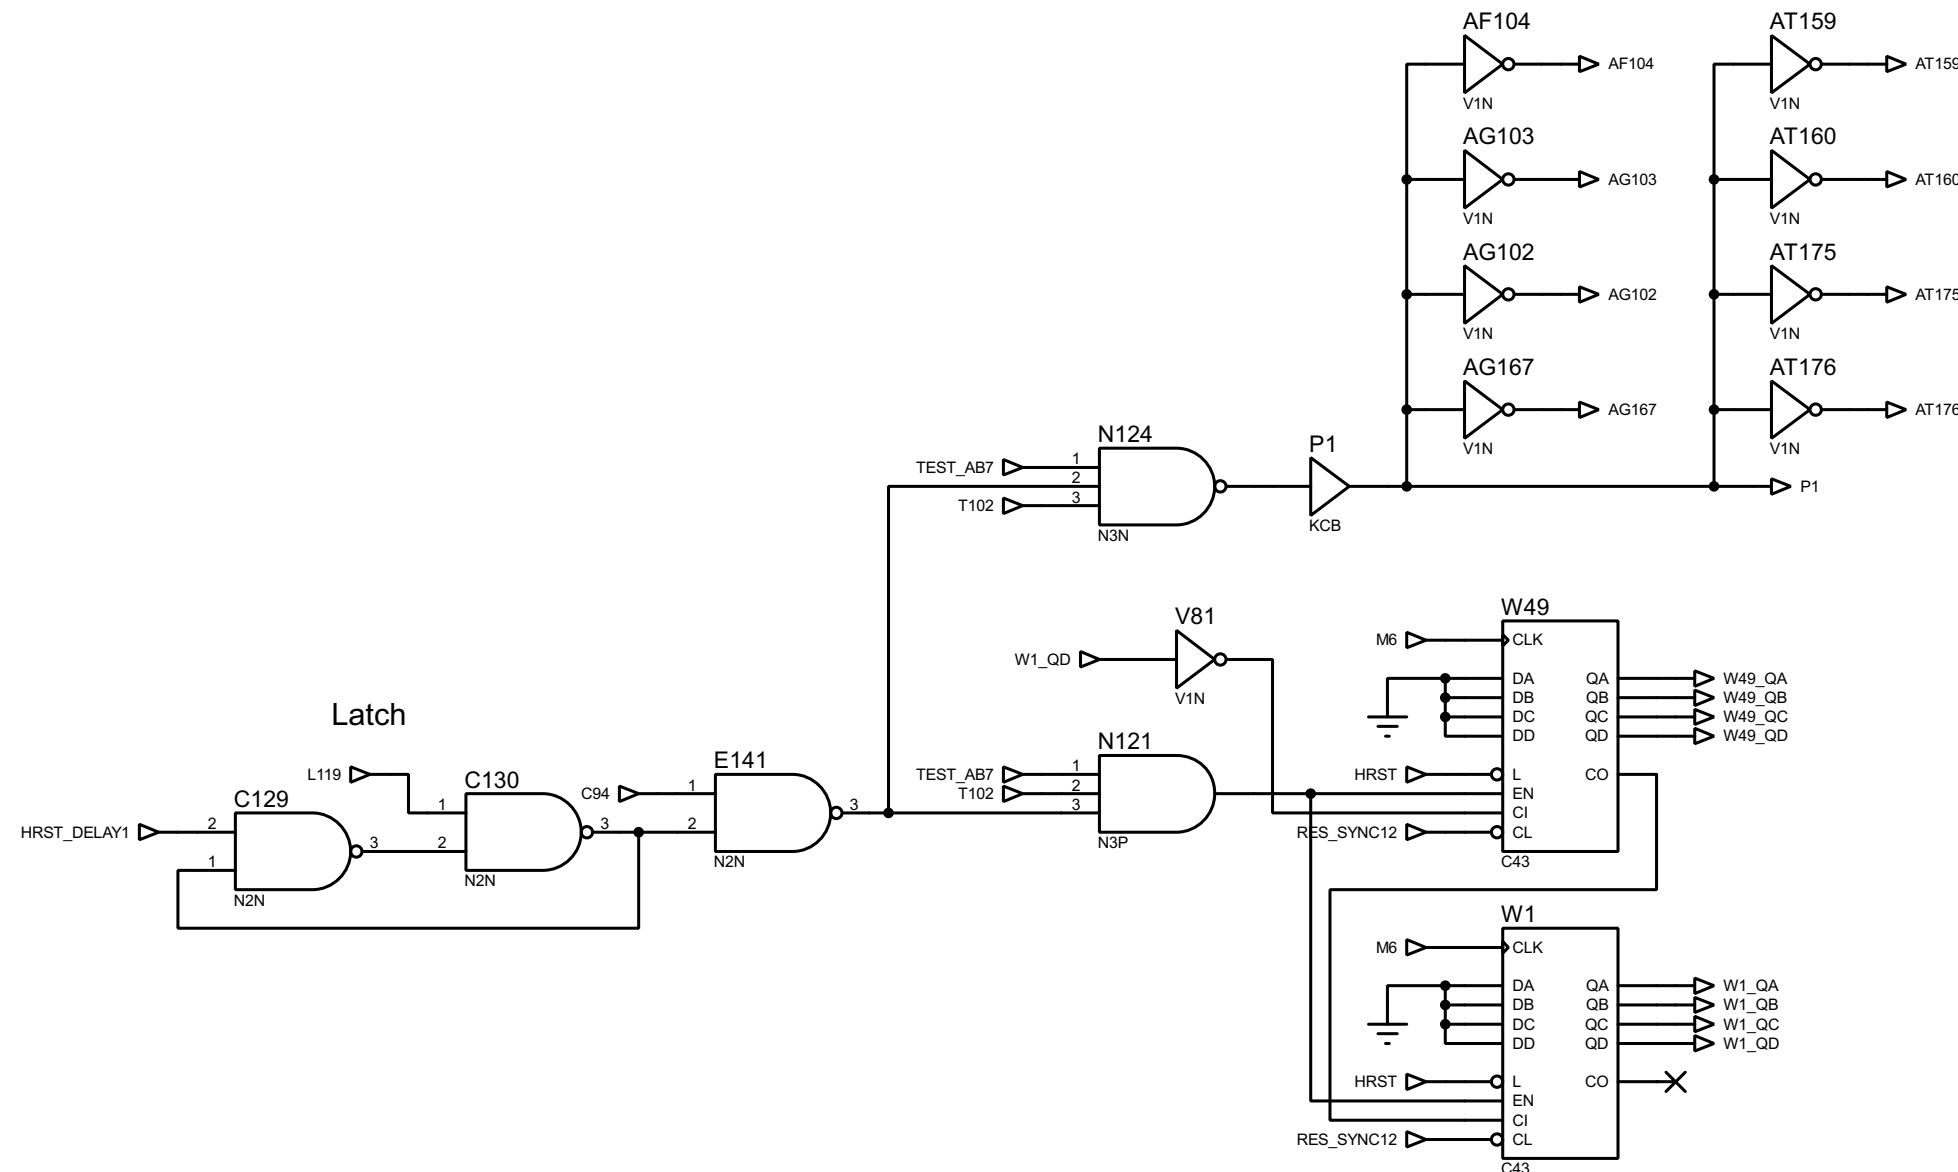 AF104
AT159
AF104
AT159
V1N
V1N
AG103
AT160
AG103
AT160
V1N
V1N
AG102
AT175
AG102
AT175
V1N
V1N
AG167
AT176
AG167
AT176
V1N
V1N
N124
P1
TEST_AB7
1
2
T102
3
P1
N3N
KCB
V81
W1_QD
V1N
W49
M6
CLK
DA
QA
W49_QA
DB
QB
W49_QB
DC
QC
W49_QC
DD
QD
W49_QD
HRST
L
CO
EN
CI
RES_SYNC12
CL
C43
N121
TEST_AB7
1
T102
2
3
N3P
Latch
L119
C130
1
2
3
N2N
E141
C94
1
2
3
N2N
C129
HRST_DELAY1
2
1
3
N2N
W1
M6
CLK
DA
QA
W1_QA
DB
QB
W1_QB
DC
QC
W1_QC
DD
QD
W1_QD
HRST
L
CO
EN
CI
RES_SYNC12
CL
C43